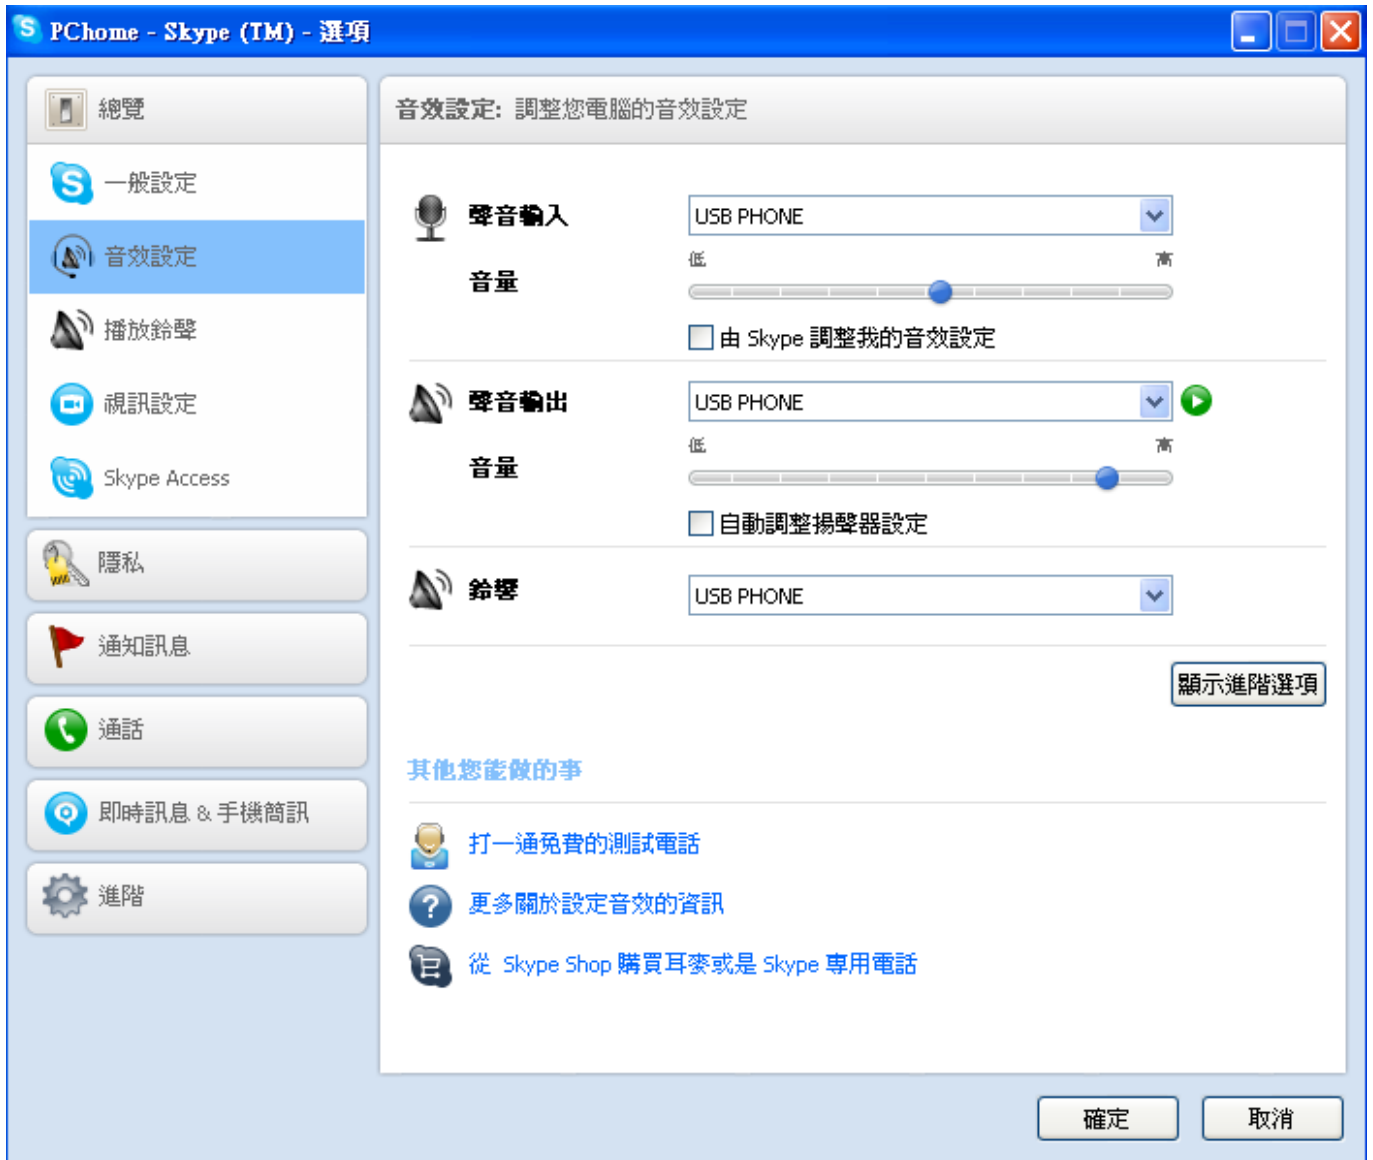 PChome - Skype (TM) - 選項
總覽
一般設定
音效設定
播放鈴聲
視訊設定
Skype Access
隱私
通知訊息
通話
即時訊息 & 手機簡訊
進階
音效設定: 調整您電腦的音效設定
聲音輸入
USB PHONE
低 高
音量
由 Skype 調整我的音效設定
聲音輸出
USB PHONE
低 高
音量
自動調整揚聲器設定
鈴響
USB PHONE
顯示進階選項
其他您能做的事
打一通免費的測試電話
更多關於設定音效的資訊
從 Skype Shop 購買耳麥或是 Skype 專用電話
確定 取消